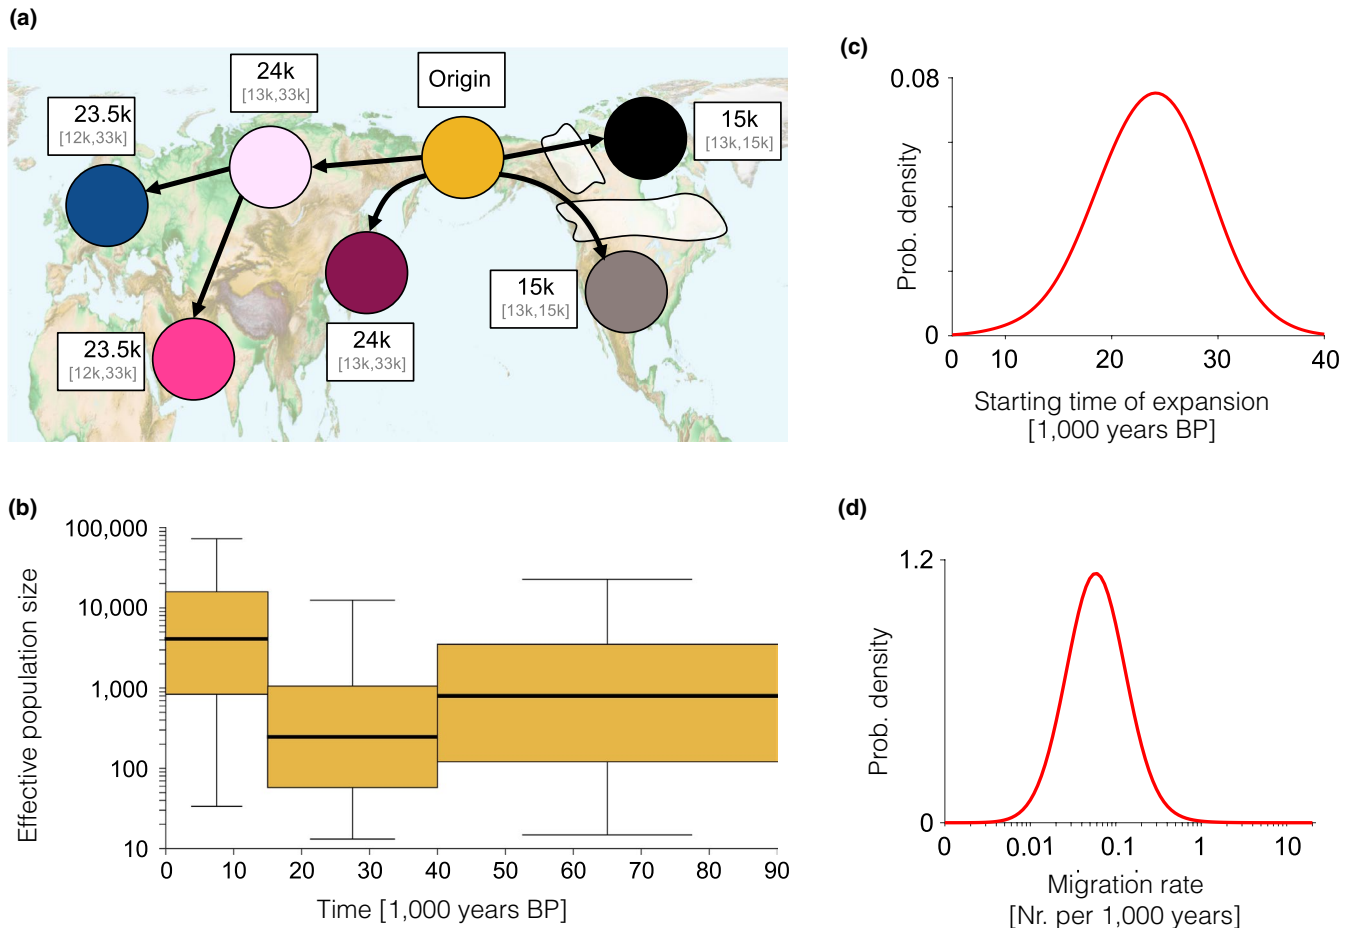 (a)
24k
[13k,33k]
Origin
23.5k
[12k,33k]
15k
[13k,15k]
15k
[13k,15k]
23.5k
[12k,33k]
24k
[13k,33k]
(c)
0.08
0
Prob. density
0 10 20 30 40
Starting time of expansion
[1,000 years BP]
(b)
100,000
10,000
1,000
100
10
Effective population size
0 10 20 30 40 50 60 70 80 90
Time [1,000 years BP]
(d)
1.2
0
Prob. density
0 0.01 0.1 1 10
Migration rate
[Nr. per 1,000 years]